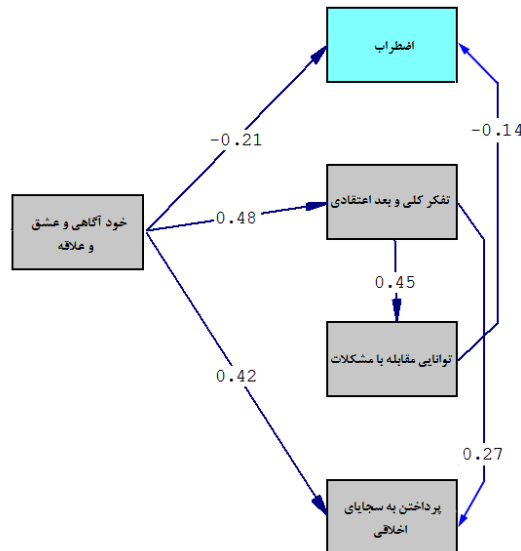 اضطراب
-0.21
-0.14
خود آگاهی و عشق
و علاقه
0.48
تفکر کلی و بعد اعتقادی
0.45
توانایی مقابله با مشکلات
0.42
0.27
پرداختن به سجایای
اخلاقی